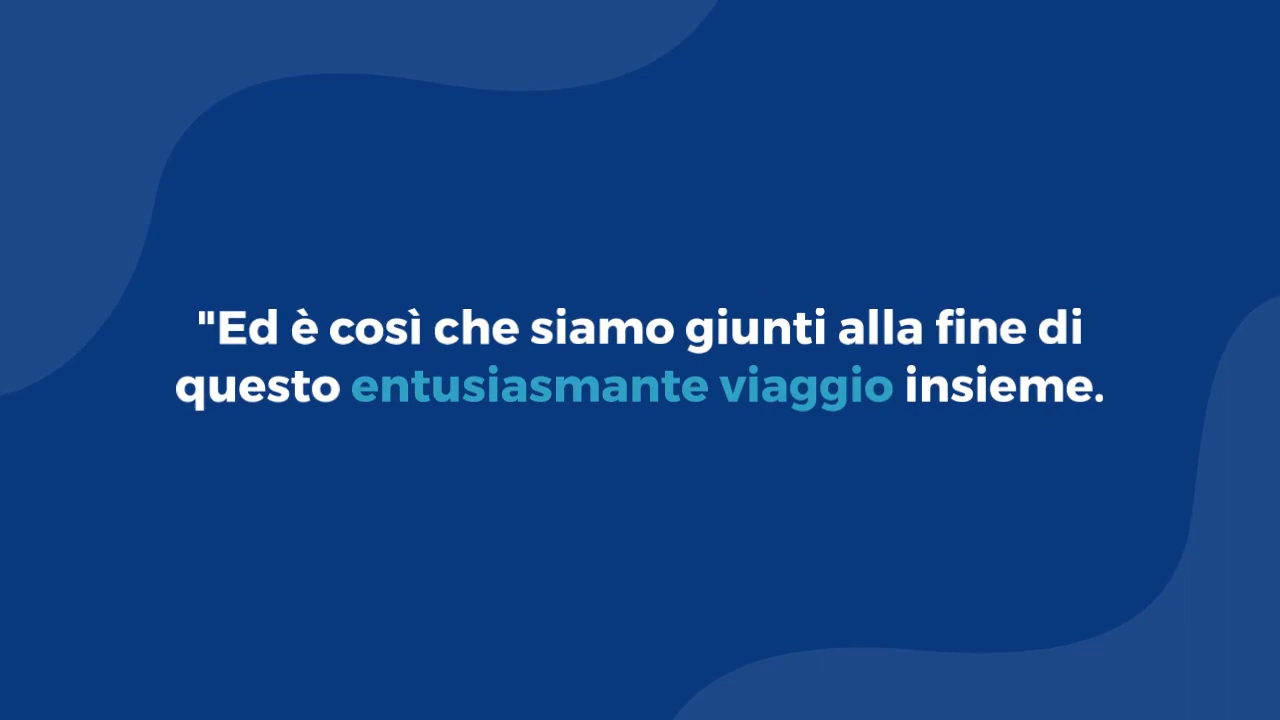 "Ed è così che siamo giunti alla fine di
questo entusiasmante viaggio insieme.